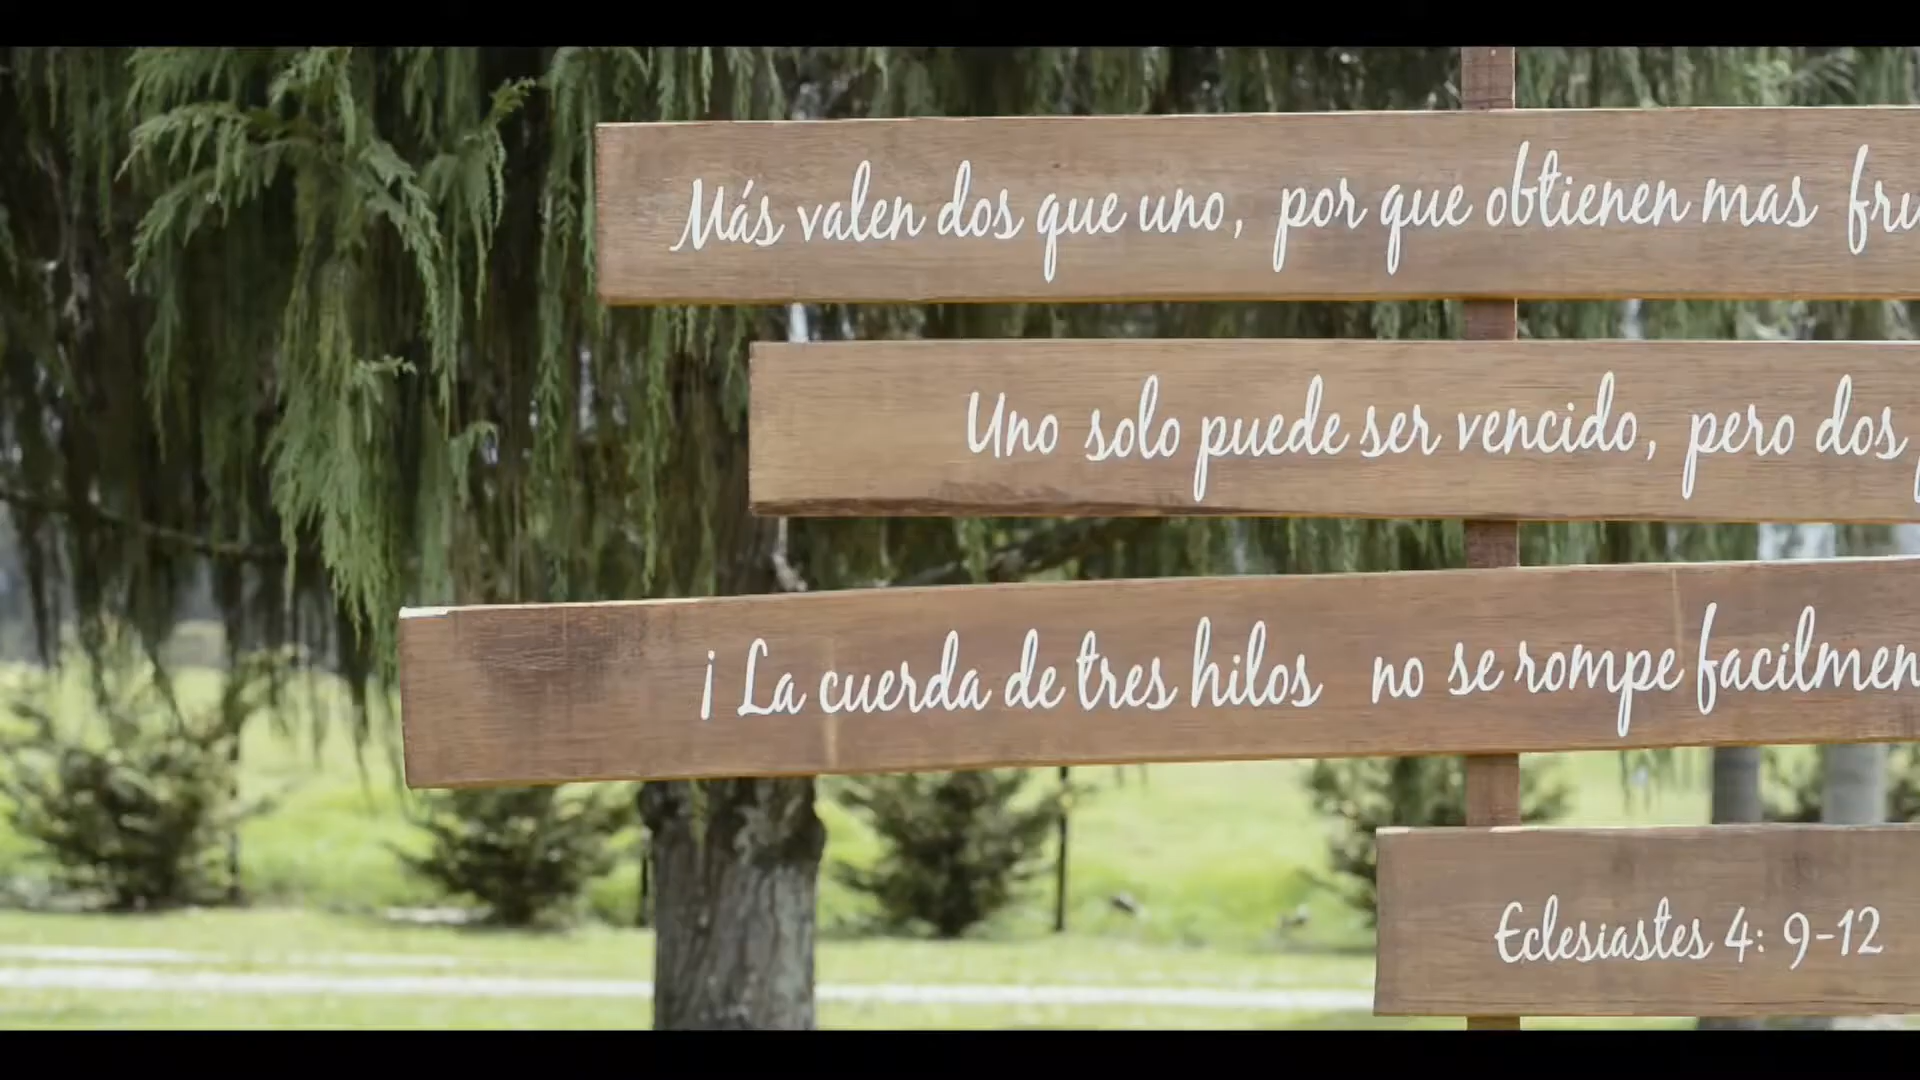 Más valen dos que uno, por que obtienen mas
Uno solo puede ser vencido, pero dos
¡ La cuerda de tres hilos no se rompe
Eclesiastes 4: 9-12